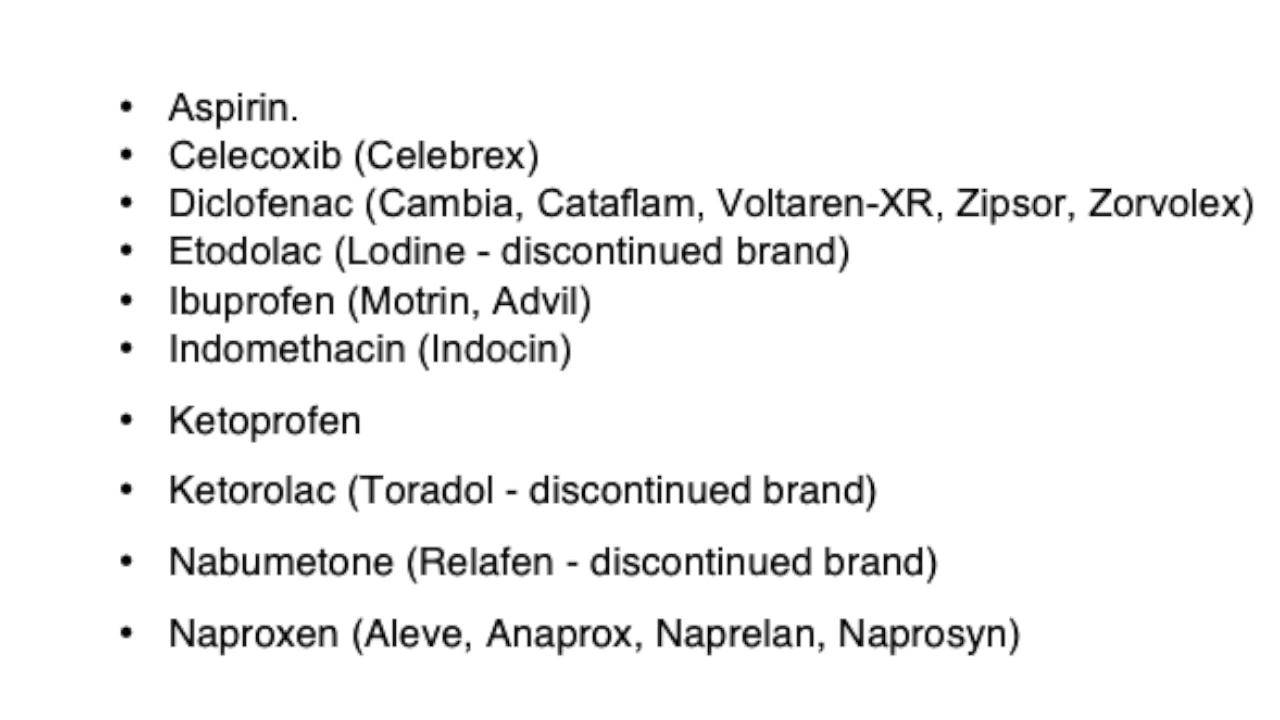 • Aspirin.
• Celecoxib (Celebrex)
• Diclofenac (Cambia, Cataflam, Voltaren-XR, Zipsor, Zorvolex)
• Etodolac (Lodine - discontinued brand)
• Ibuprofen (Motrin, Advil)
• Indomethacin (Indocin)
• Ketoprofen
• Ketorolac (Toradol - discontinued brand)
• Nabumetone (Relafen - discontinued brand)
• Naproxen (Aleve, Anaprox, Naprelan, Naprosyn)